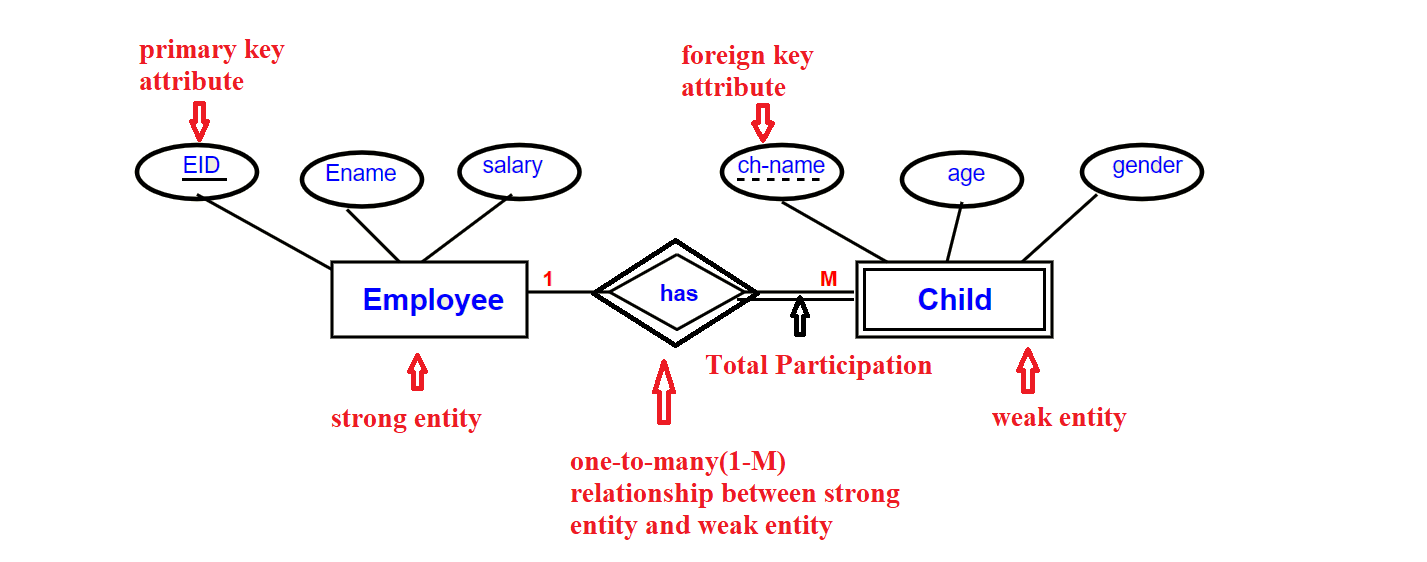 primary key
attribute
foreign key
attribute
EID
Ename
salary
ch-name
age
gender
Employee
1
has
M
Child
Total Participation
strong entity
weak entity
one-to-many(1-M)
relationship between strong
entity and weak entity